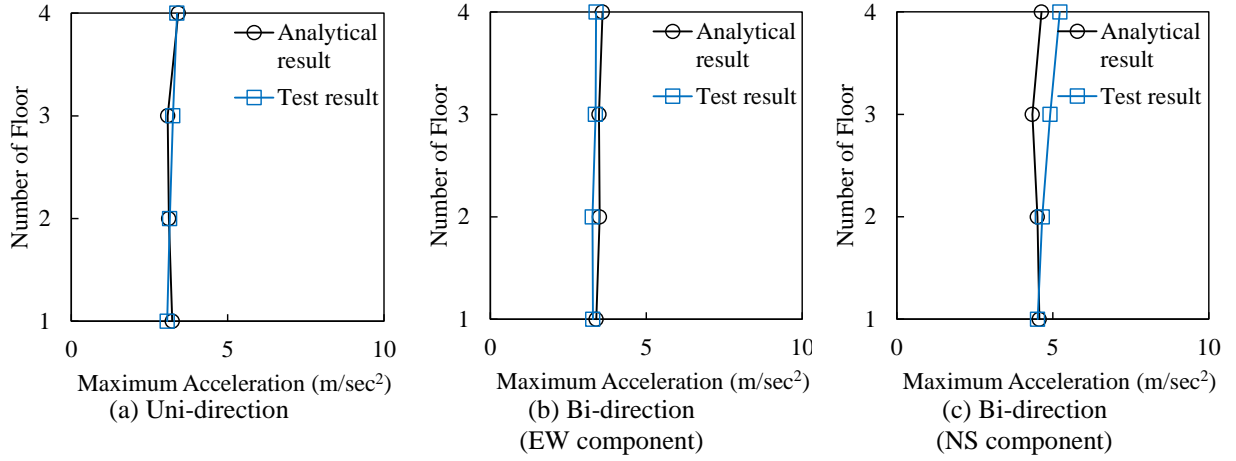 4
3
2
1
Number of Floor
Analytical
result
Test result
0
5
10
Maximum Acceleration (m/sec²)
(a) Uni-direction
4
3
2
1
Number of Floor
Analytical
result
Test result
0
5
10
Maximum Acceleration (m/sec²)
(b) Bi-direction
(EW component)
4
3
2
1
Number of Floor
Analytical
result
Test result
0
5
10
Maximum Acceleration (m/sec²)
(c) Bi-direction
(NS component)